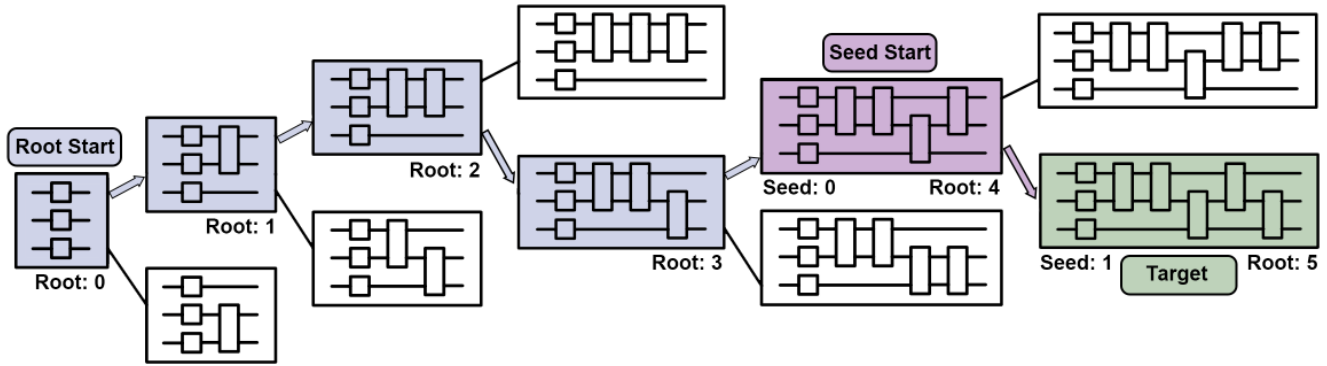 Root Start
Root: 0
Root: 1
Root: 2
Root: 3
Seed Start
Seed: 0
Root: 4
Seed: 1
Target
Root: 5